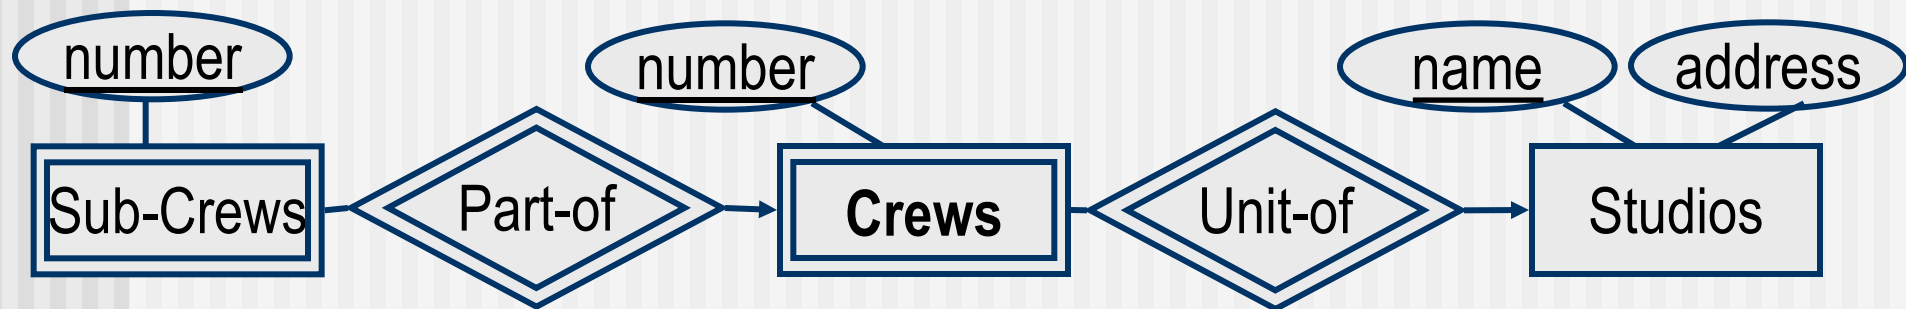 number
number
name
address
Sub-Crews
Part-of
Crews
Unit-of
Studios